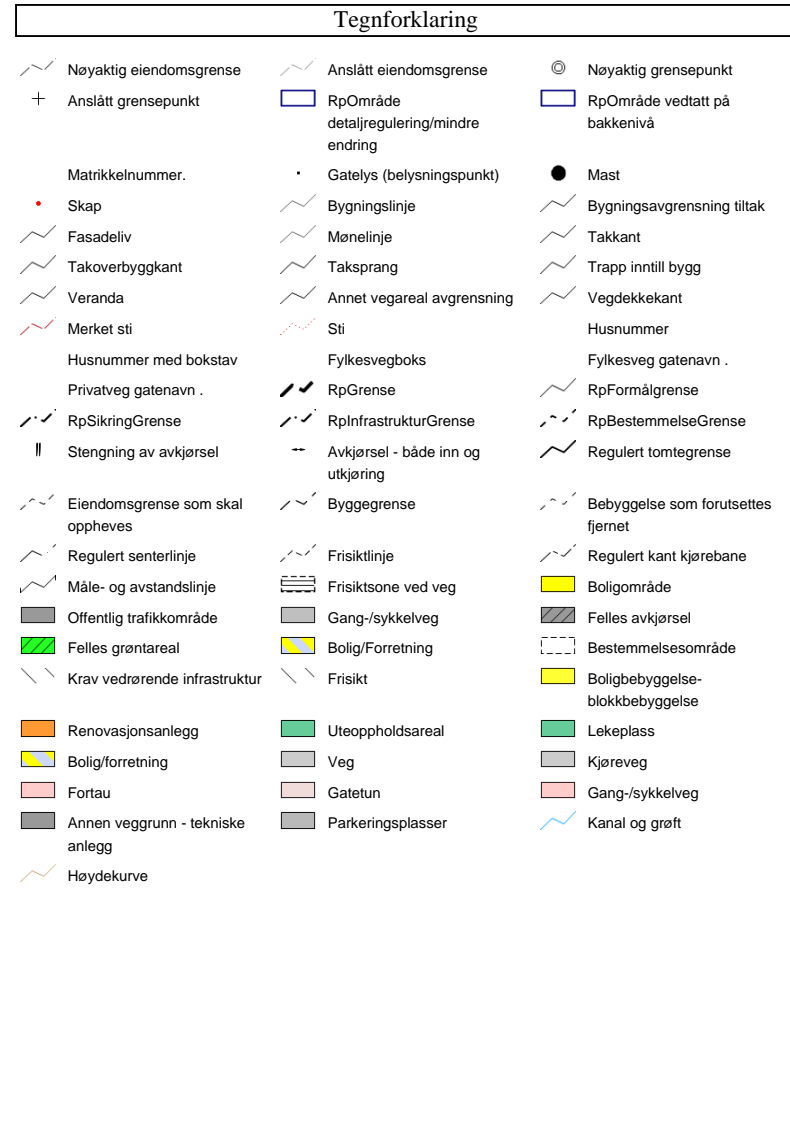 Tegnforklaring
Nøyaktig eiendomsgrense
Anslått eiendomsgrense
Nøyaktig grensepunkt
Anslått grensepunkt
RpOmråde
detaljregulering/mindre
endring
RpOmråde vedtatt på
bakkenivå
Matrikkelnummer.
Gatelys (belysningspunkt)
Mast
Skap
Bygningslinje
Bygningsavgrensning tiltak
Fasadeliv
Mønelinje
Takkant
Takoverbyggkant
Taksprang
Trapp inntill bygg
Veranda
Annet vegareal avgrensning
Vegdekkekant
Merket sti
Sti
Husnummer
Husnummer med bokstav
Fylkesvegboks
Fylkesveg gatenavn .
Privatveg gatenavn .
RpGrense
RpFormålgrense
RpSikringGrense
RpInfrastrukturGrense
RpBestemmelseGrense
Stengning av avkjørsel
Avkjørsel - både inn og
utkjøring
Regulert tomtegrense
Eiendomsgrense som skal
oppheves
Byggegrense
Bebyggelse som forutsettes
fjernet
Regulert senterlinje
Frisiktlinje
Regulert kant kjørebane
Måle- og avstandslinje
Frisiktsone ved veg
Boligområde
Offentlig trafikkområde
Gang-/sykkelveg
Felles avkjørsel
Felles grøntareal
Bolig/Forretning
Bestemmelsesområde
Krav vedrørende infrastruktur
Frisikt
Boligbebyggelse-
blokkbebyggelse
Renovasjonsanlegg
Uteoppholdsareal
Lekeplass
Bolig/forretning
Veg
Kjøreveg
Fortau
Gatetun
Gang-/sykkelveg
Annen veggrunn - tekniske
anlegg
Parkeringsplasser
Kanal og grøft
Høydekurve